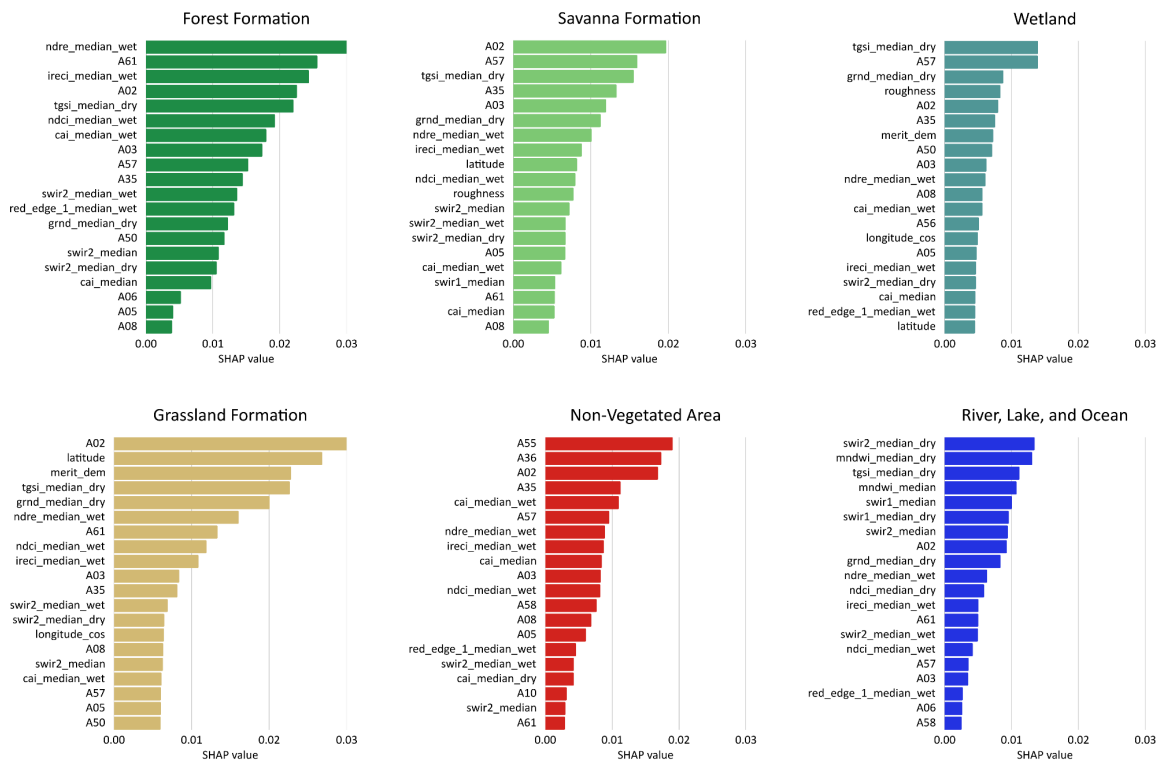 Forest Formation
ndre_median_wet
A61
ireci_median_wet
A02
tgsi_median_dry
ndci_median_wet
cai_median_wet
A03
A57
A35
swir2_median_wet
red_edge_1_median_wet
grnd_median_dry
A50
swir2_median
swir2_median_dry
cai_median
A06
A05
A08
0.00 0.01 0.02 0.03
SHAP value
Savanna Formation
A02
A57
tgsi_median_dry
A35
A03
grnd_median_dry
ndre_median_wet
ireci_median_wet
latitude
ndci_median_wet
roughness
swir2_median
swir2_median_wet
swir2_median_dry
A05
cai_median_wet
swir1_median
A61
cai_median
A08
0.00 0.01 0.02 0.03
SHAP value
Wetland
tgsi_median_dry
A57
grnd_median_dry
roughness
A02
A35
merit_dem
A50
A03
ndre_median_wet
A08
cai_median_wet
A56
longitude_cos
A05
ireci_median_wet
swir2_median_dry
cai_median
red_edge_1_median_wet
latitude
0.00 0.01 0.02 0.03
SHAP value
Grassland Formation
A02
latitude
merit_dem
tgsi_median_dry
grnd_median_dry
ndre_median_wet
A61
ndci_median_wet
ireci_median_wet
A03
A35
swir2_median_wet
swir2_median_dry
longitude_cos
A08
swir2_median
cai_median_wet
A57
A05
A50
0.00 0.01 0.02 0.03
SHAP value
Non-Vegetated Area
A55
A36
A02
A35
cai_median_wet
A57
ndre_median_wet
ireci_median_wet
cai_median
A03
ndci_median_wet
A58
A08
A05
red_edge_1_median_wet
swir2_median_wet
cai_median_dry
A10
swir2_median
A61
0.00 0.01 0.02 0.03
SHAP value
River, Lake, and Ocean
swir2_median_dry
mndwi_median_dry
tgsi_median_dry
mndwi_median
swir1_median
swir1_median_dry
swir2_median
A02
grnd_median_dry
ndre_median_wet
ndci_median_dry
ireci_median_wet
A61
swir2_median_wet
ndci_median_wet
A57
A03
red_edge_1_median_wet
A06
A58
0.00 0.01 0.02 0.03
SHAP value